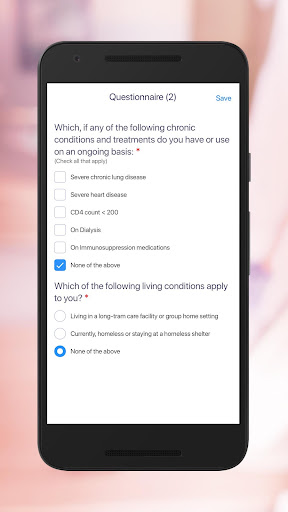 Questionnaire (2)
Save
Which, if any of the following chronic
conditions and treatments do you have or use
on an ongoing basis: *
(Check all that apply)
Severe chronic lung disease
Severe heart disease
CD4 count < 200
On Dialysis
On Immunosuppression medications
None of the above
Which of the following living conditions apply
to you? *
Living in a long-tram care facility or group home setting
Currently, homeless or staying at a homeless shelter
None of the above